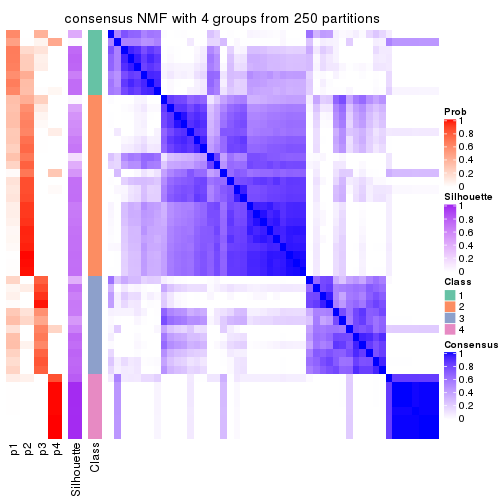 consensus NMF with 4 groups from 250 partitions
Prob
1
0.8
0.6
0.4
0.2
0
Silhouette
1
0.8
0.6
0.4
0.2
0
Class
1
2
3
4
Consensus
1
0.8
0.6
0.4
0.2
0
p1
p2
p3
p4
Silhouette
Class